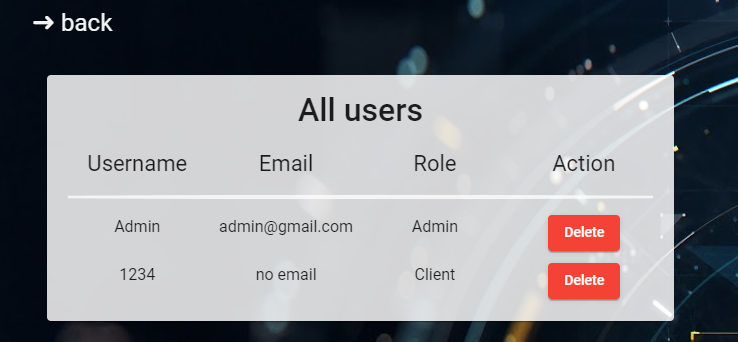 ➔ back
All users
Username Email Role Action
Admin admin@gmail.com Admin Delete
1234 no email Client Delete